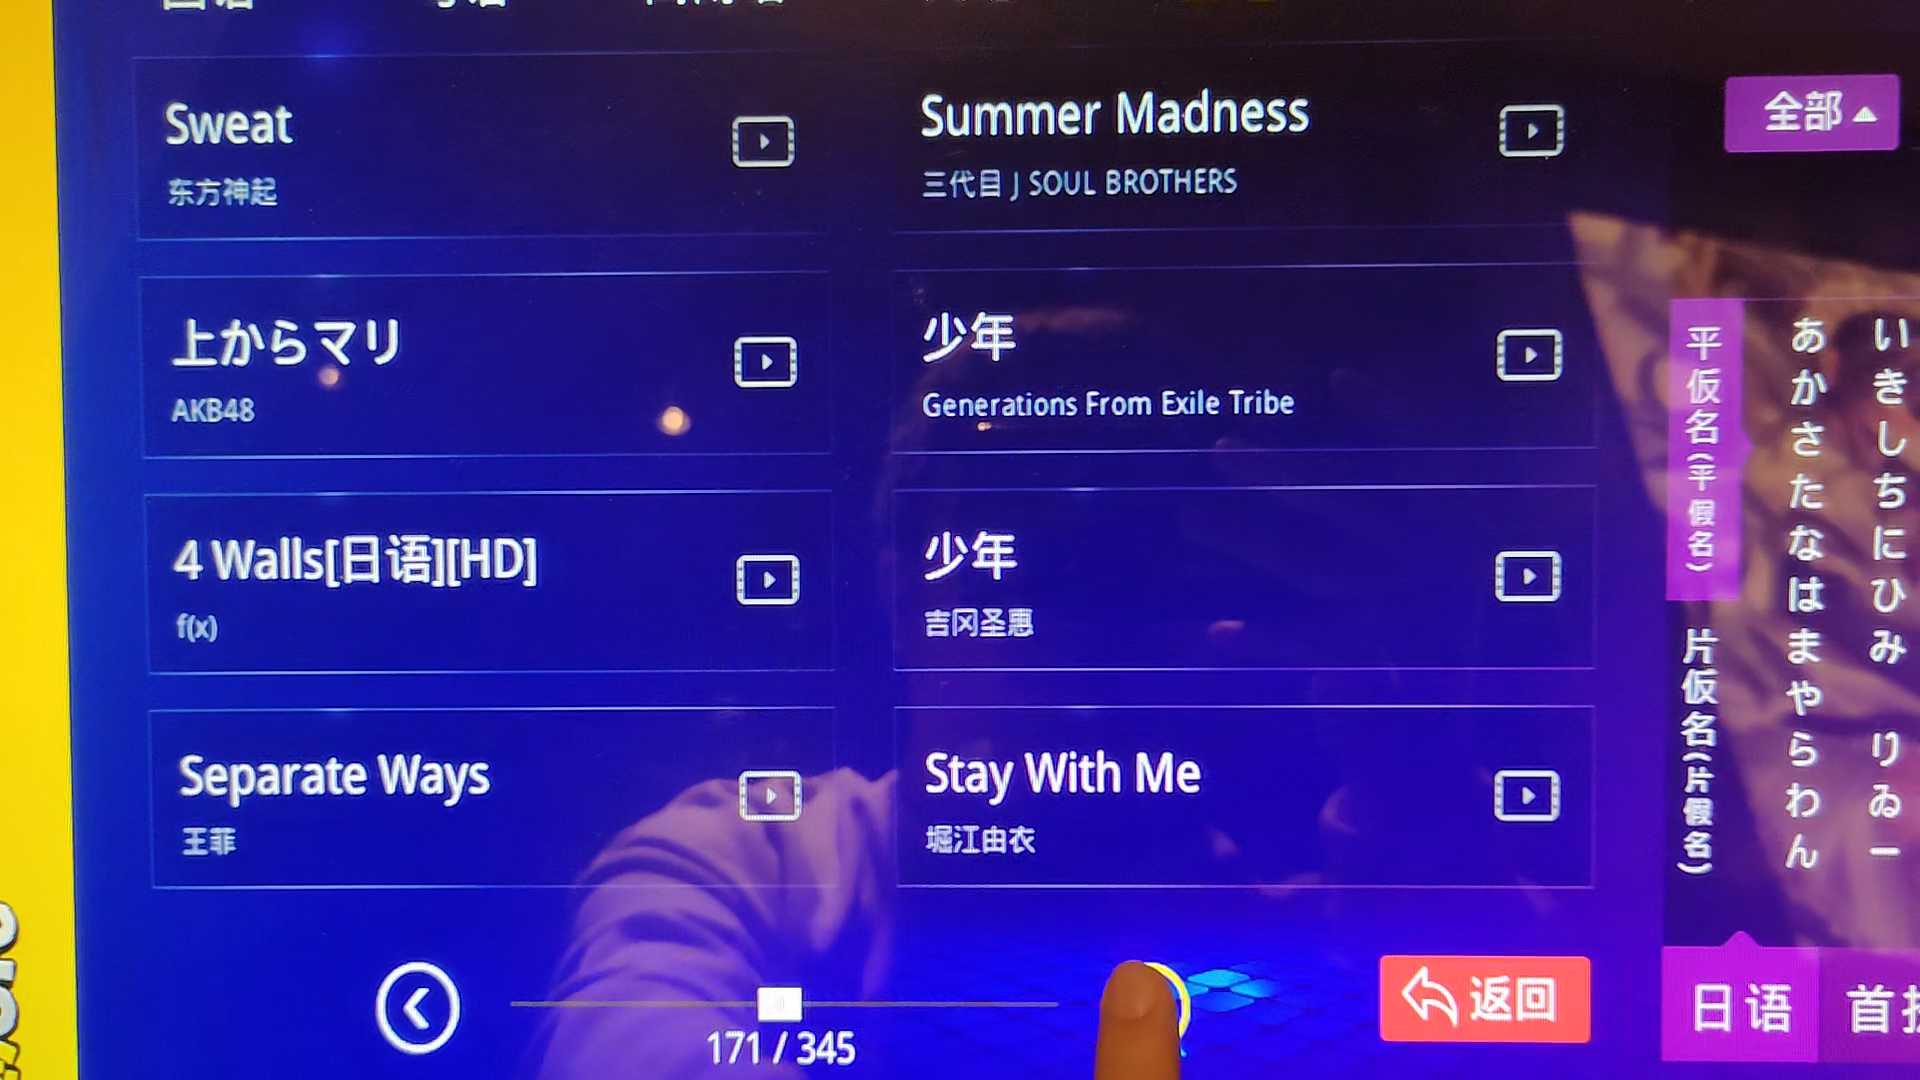 Sweat
东方神起
Summer Madness
三代目 J SOUL BROTHERS
全部
上からマリ
AKB48
少年
Generations From Exile Tribe
4 Walls[日语][HD]
f(x)
少年
吉冈圣惠
Separate Ways
王菲
Stay With Me
堀江由衣
平仮名(平假名)
片仮名(片假名)
あ い
か き
さ し
た ち
な に
は ひ
ま み
や
ら り
わ ゐ
ん ー
171 / 345
返回
日语
首